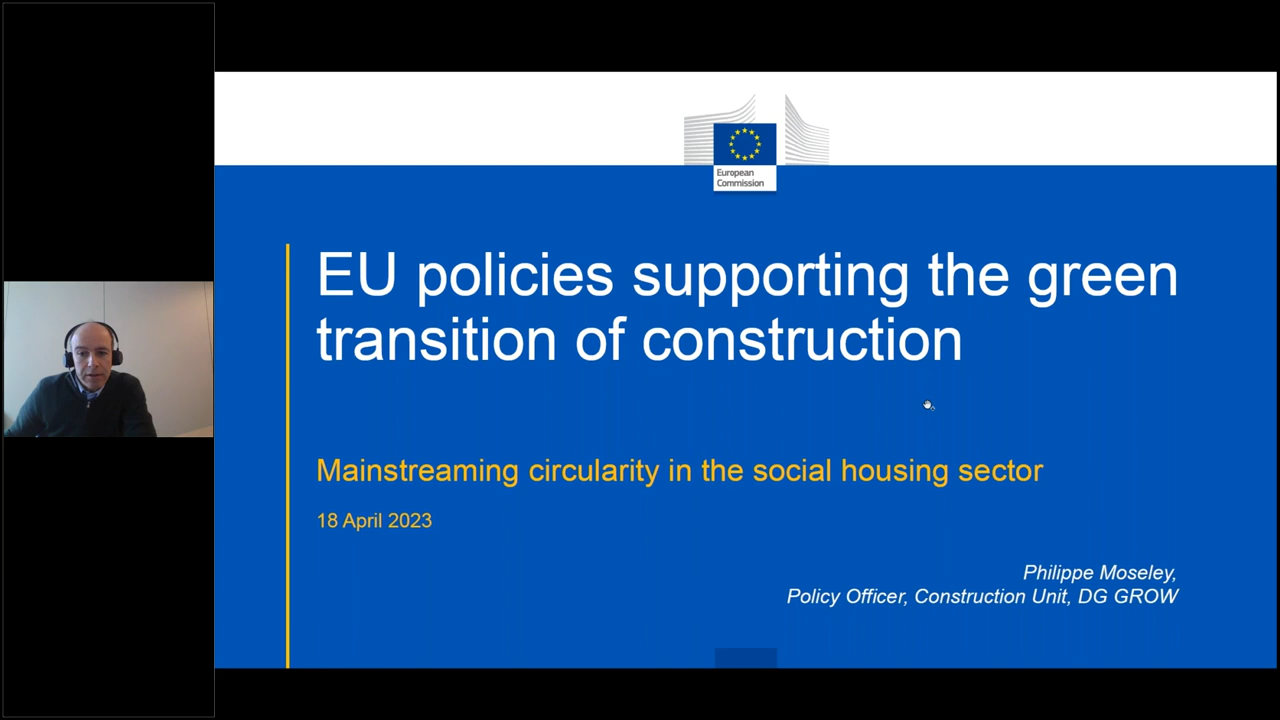 European
Commission
EU policies supporting the green
transition of construction
Mainstreaming circularity in the social housing sector
18 April 2023
Philippe Moseley,
Policy Officer, Construction Unit, DG GROW